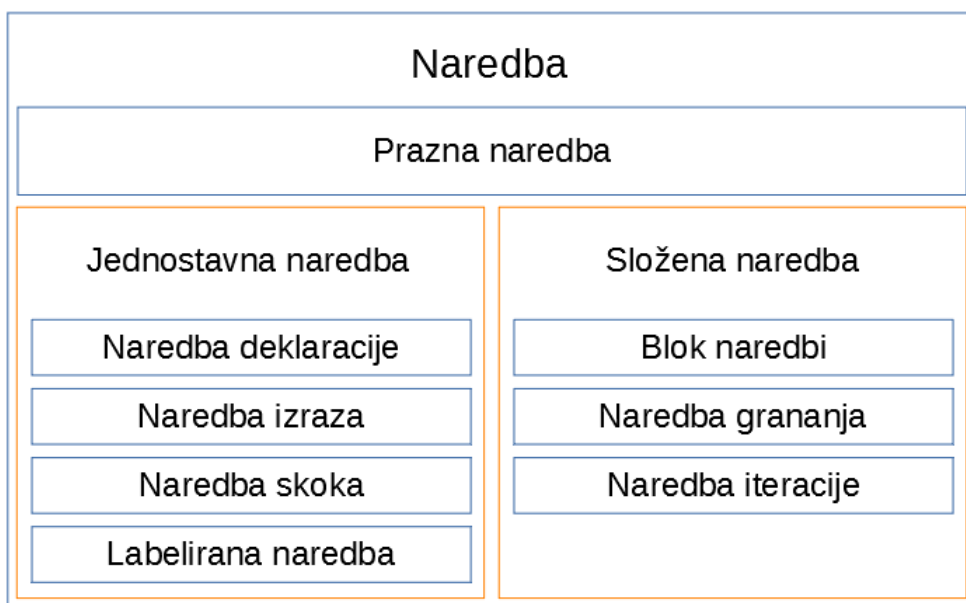 Naredba
Prazna naredba
Jednostavna naredba
Naredba deklaracije
Naredba izraza
Naredba skoka
Labelirana naredba
Složena naredba
Blok naredbi
Naredba grananja
Naredba iteracije